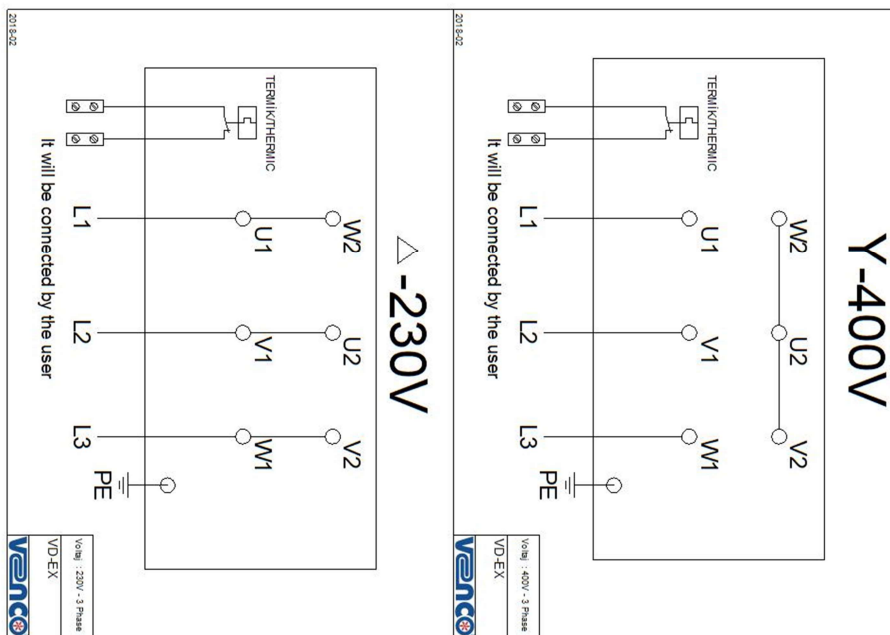 Y-400V
TERMİK/THERMIC
W2 U2 V2
U1 V1 W1
L1 L2 L3 PE
It will be connected by the user
Voltaj : 400V - 3 Phase
VD-EX
venco
2018-02
△-230V
TERMİK/THERMIC
W2 U2 V2
U1 V1 W1
L1 L2 L3 PE
It will be connected by the user
Voltaj : 230V - 3 Phase
VD-EX
venco
2018-02